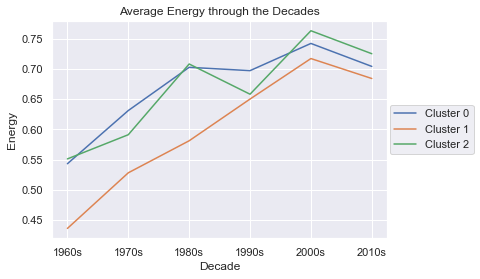 Average Energy through the Decades
Energy
0.75
0.70
0.65
0.60
0.55
0.50
0.45
1960s 1970s 1980s 1990s 2000s 2010s
Decade
Cluster 0
Cluster 1
Cluster 2